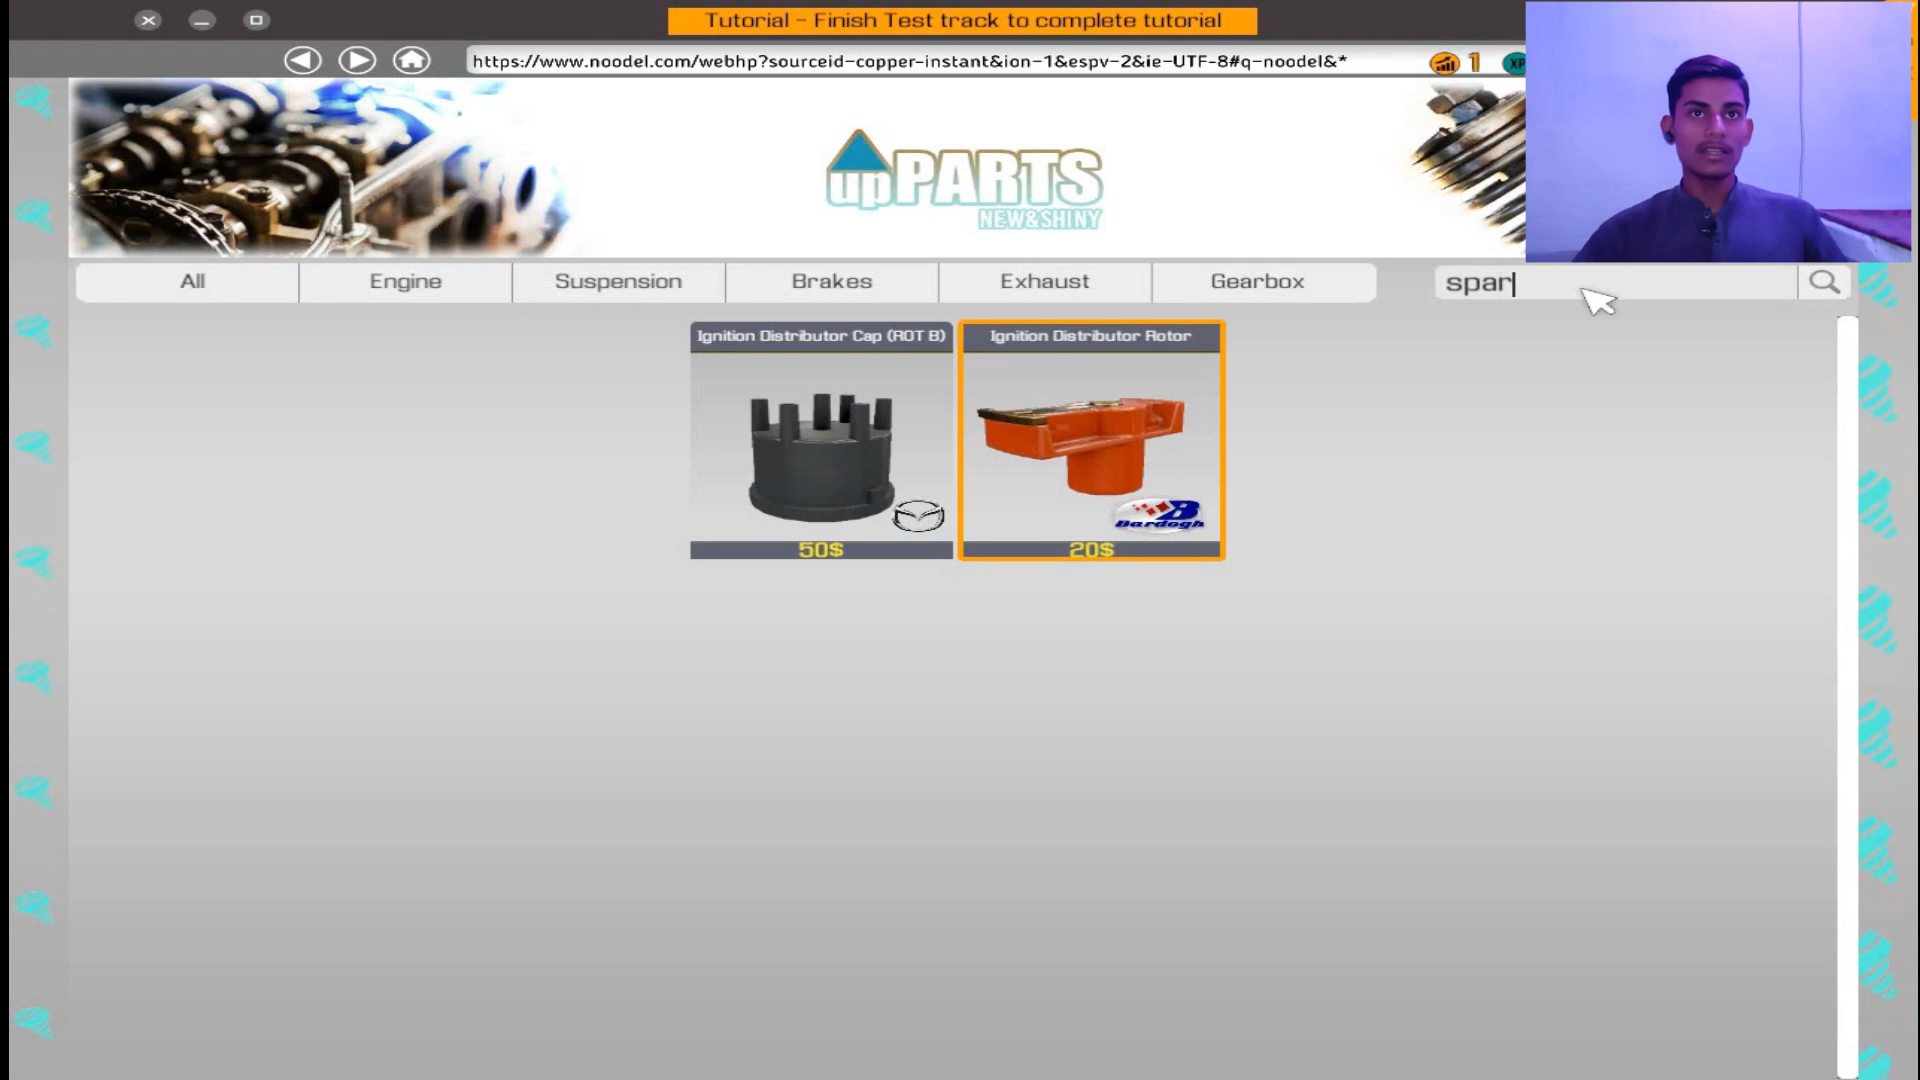 Tutorial - Finish Test track to complete tutorial
https://www.noodel.com/webhp?sourceid-copper-instant&ion-1&espv-2&ie-UTF-8#q-noodel&*
1
XP
upPARTS
NEW&SHINY
All
Engine
Suspension
Brakes
Exhaust
Gearbox
spar
Ignition Distributor Cap (ROT B)
Ignition Distributor Rotor
B
Bardogh
50$
20$